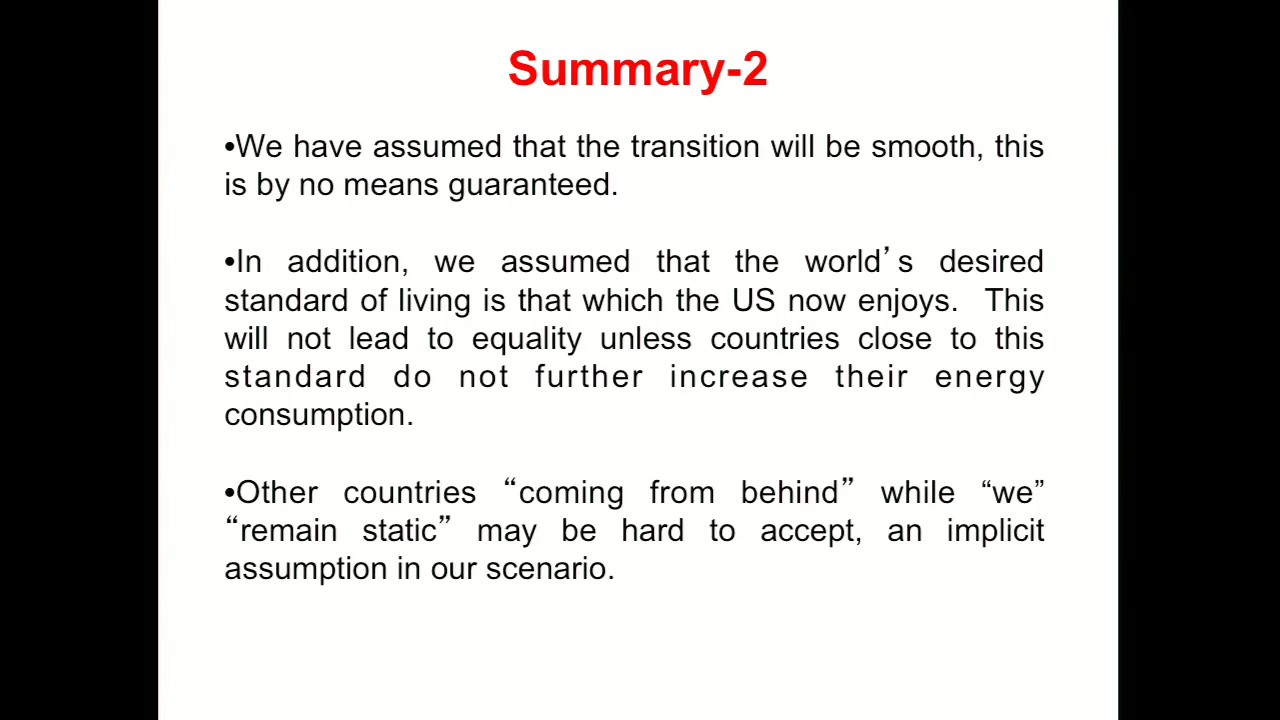 Summary-2
•We have assumed that the transition will be smooth, this
is by no means guaranteed.
•In addition, we assumed that the world’s desired
standard of living is that which the US now enjoys. This
will not lead to equality unless countries close to this
standard do not further increase their energy
consumption.
•Other countries “coming from behind” while “we”
“remain static” may be hard to accept, an implicit
assumption in our scenario.